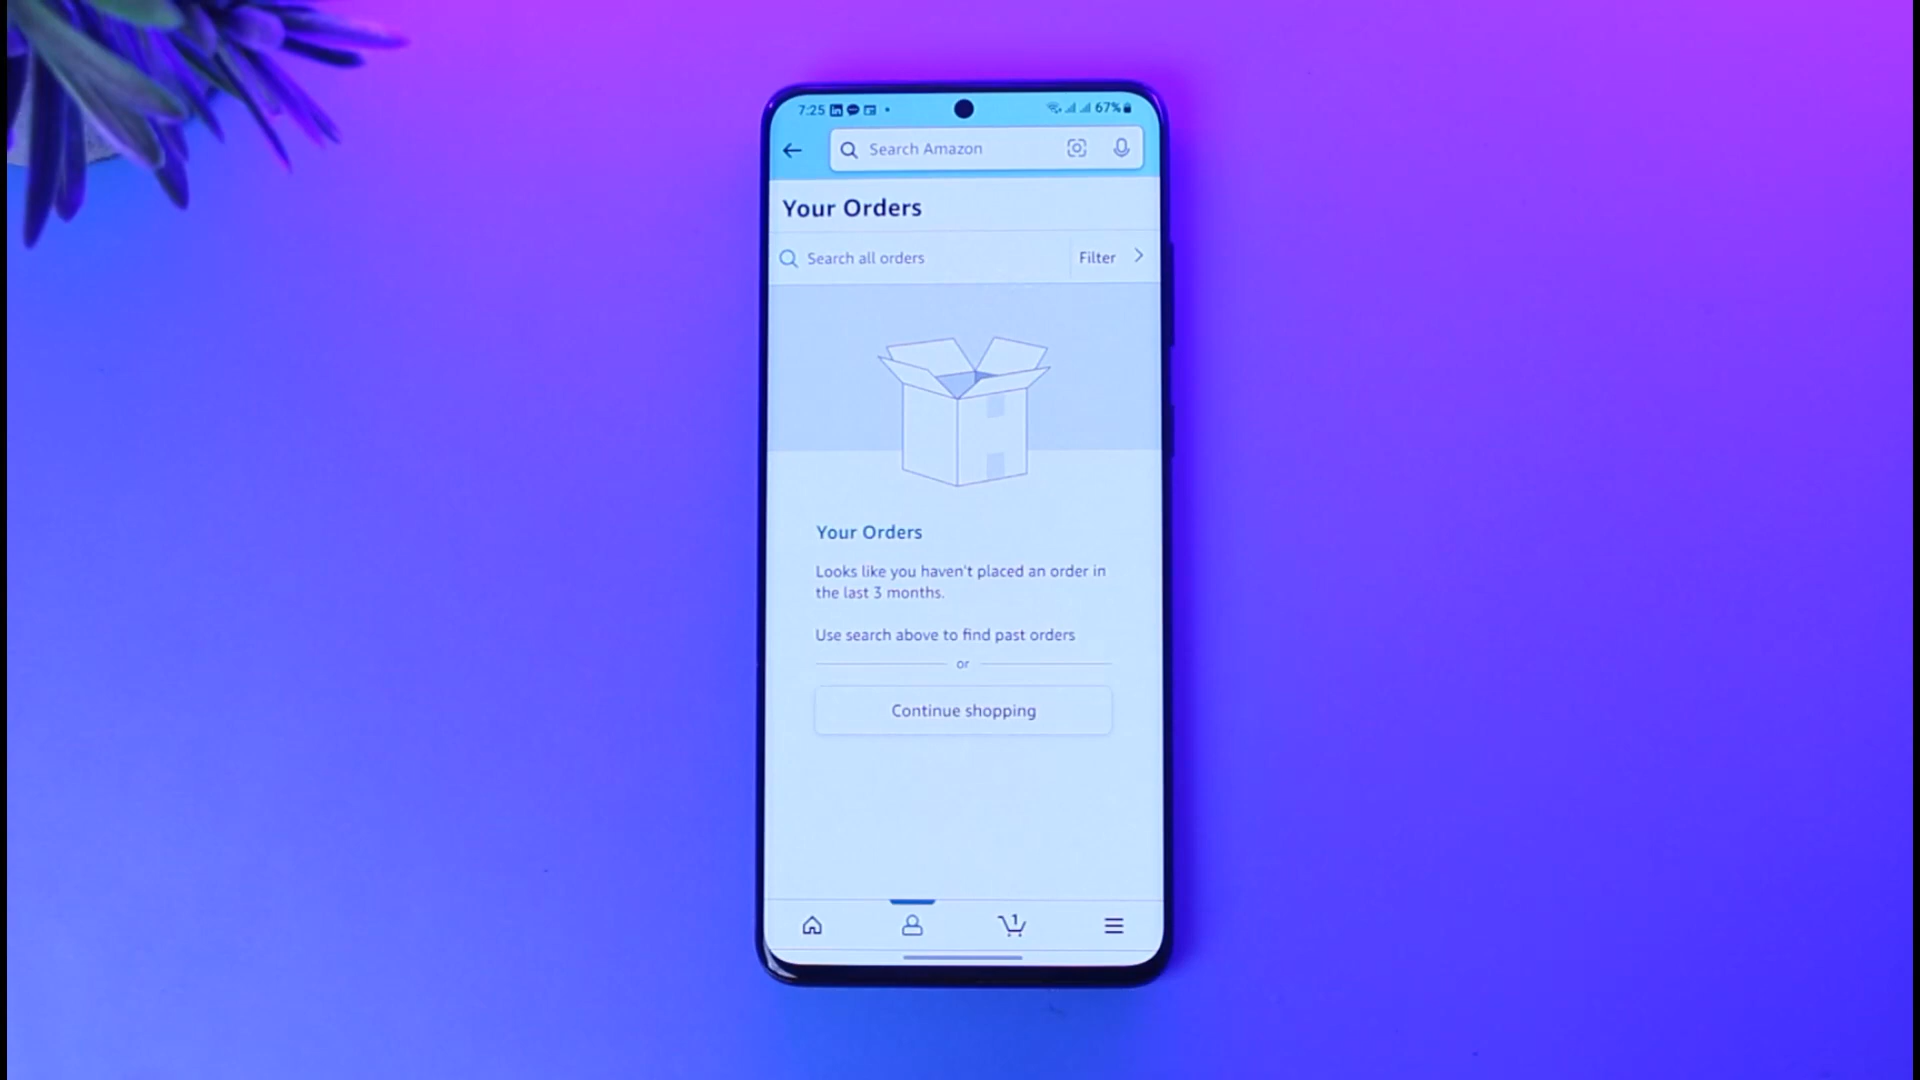 7:25 67%
Search Amazon
Your Orders
Search all orders Filter
Your Orders
Looks like you haven't placed an order in
the last 3 months.
Use search above to find past orders
or
Continue shopping
1